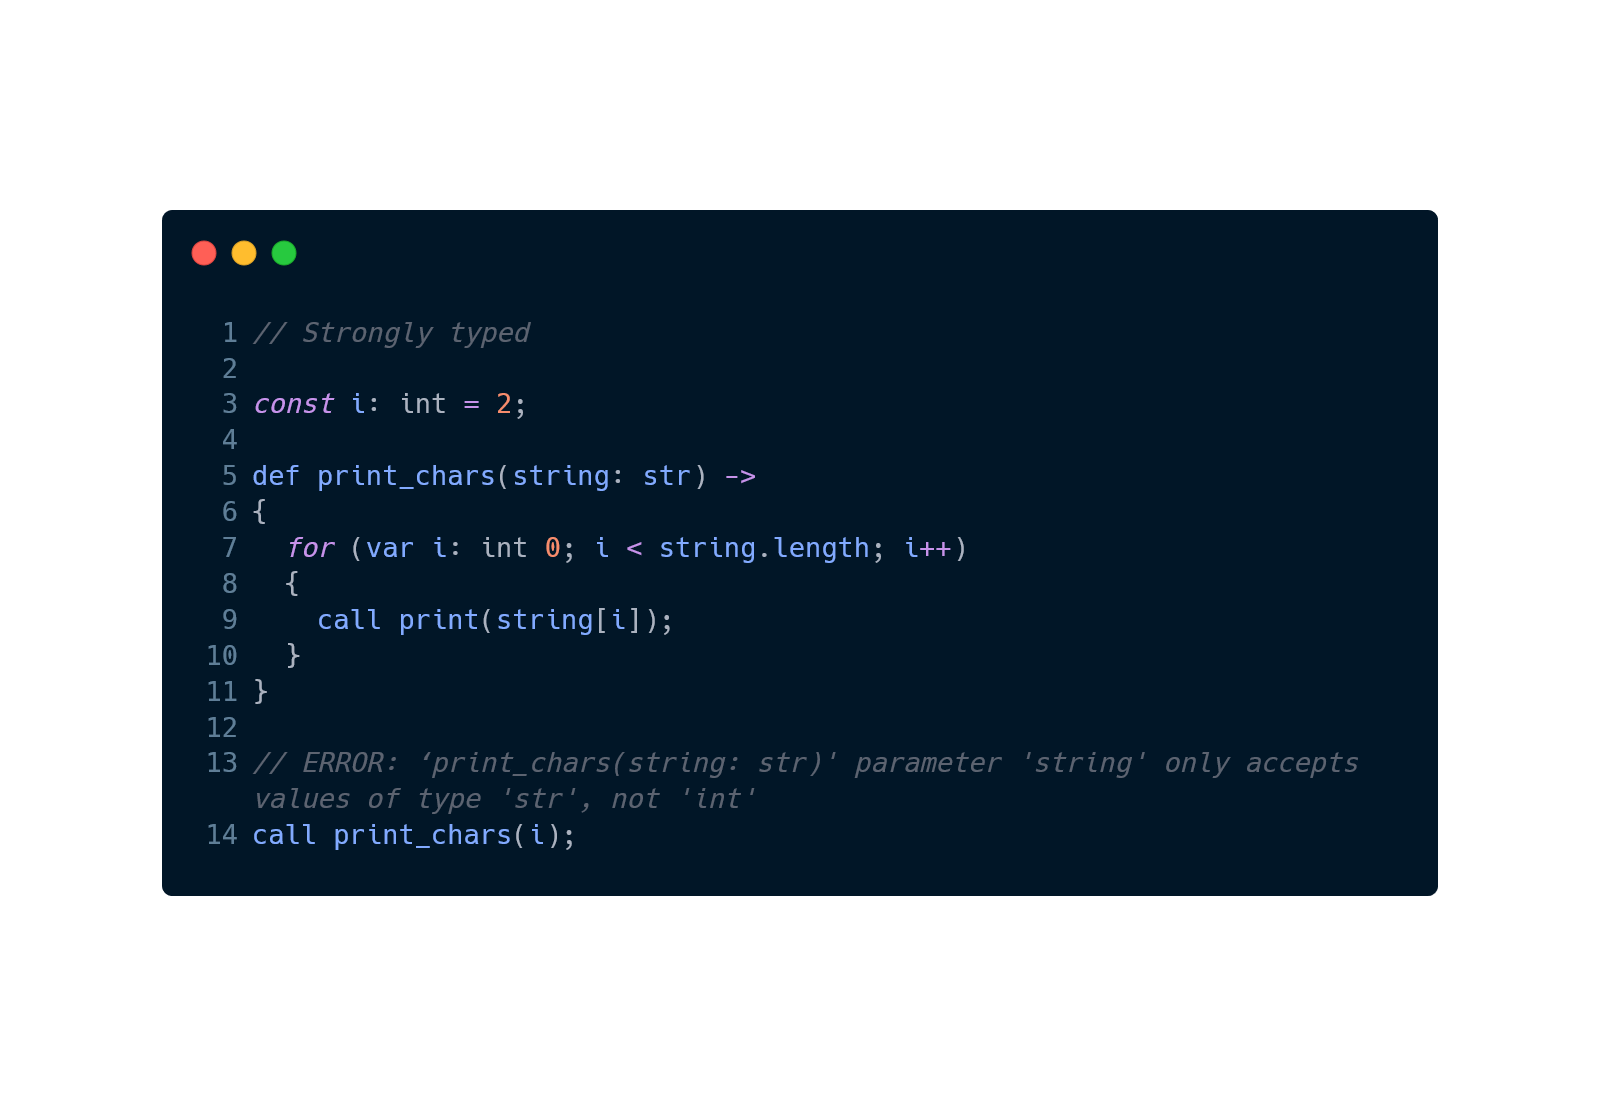 1 // Strongly typed
2
3 const i: int = 2;
4
5 def print_chars(string: str) ->
6 {
7   for (var i: int 0; i < string.length; i++)
8   {
9     call print(string[i]);
10   }
11 }
12
13 // ERROR: ‘print_chars(string: str)' parameter 'string' only accepts
values of type 'str', not 'int'
14 call print_chars(i);